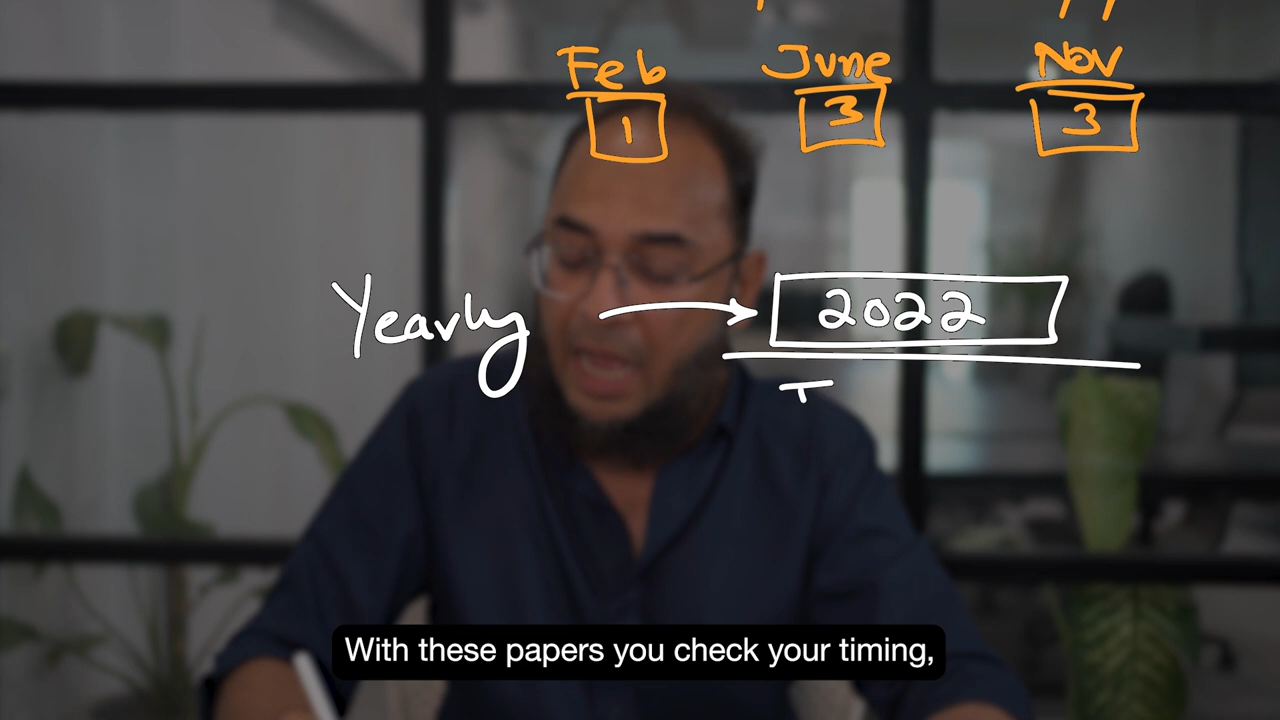 Feb June Nov
1 3 3
Yearly → 2022
T
With these papers you check your timing,